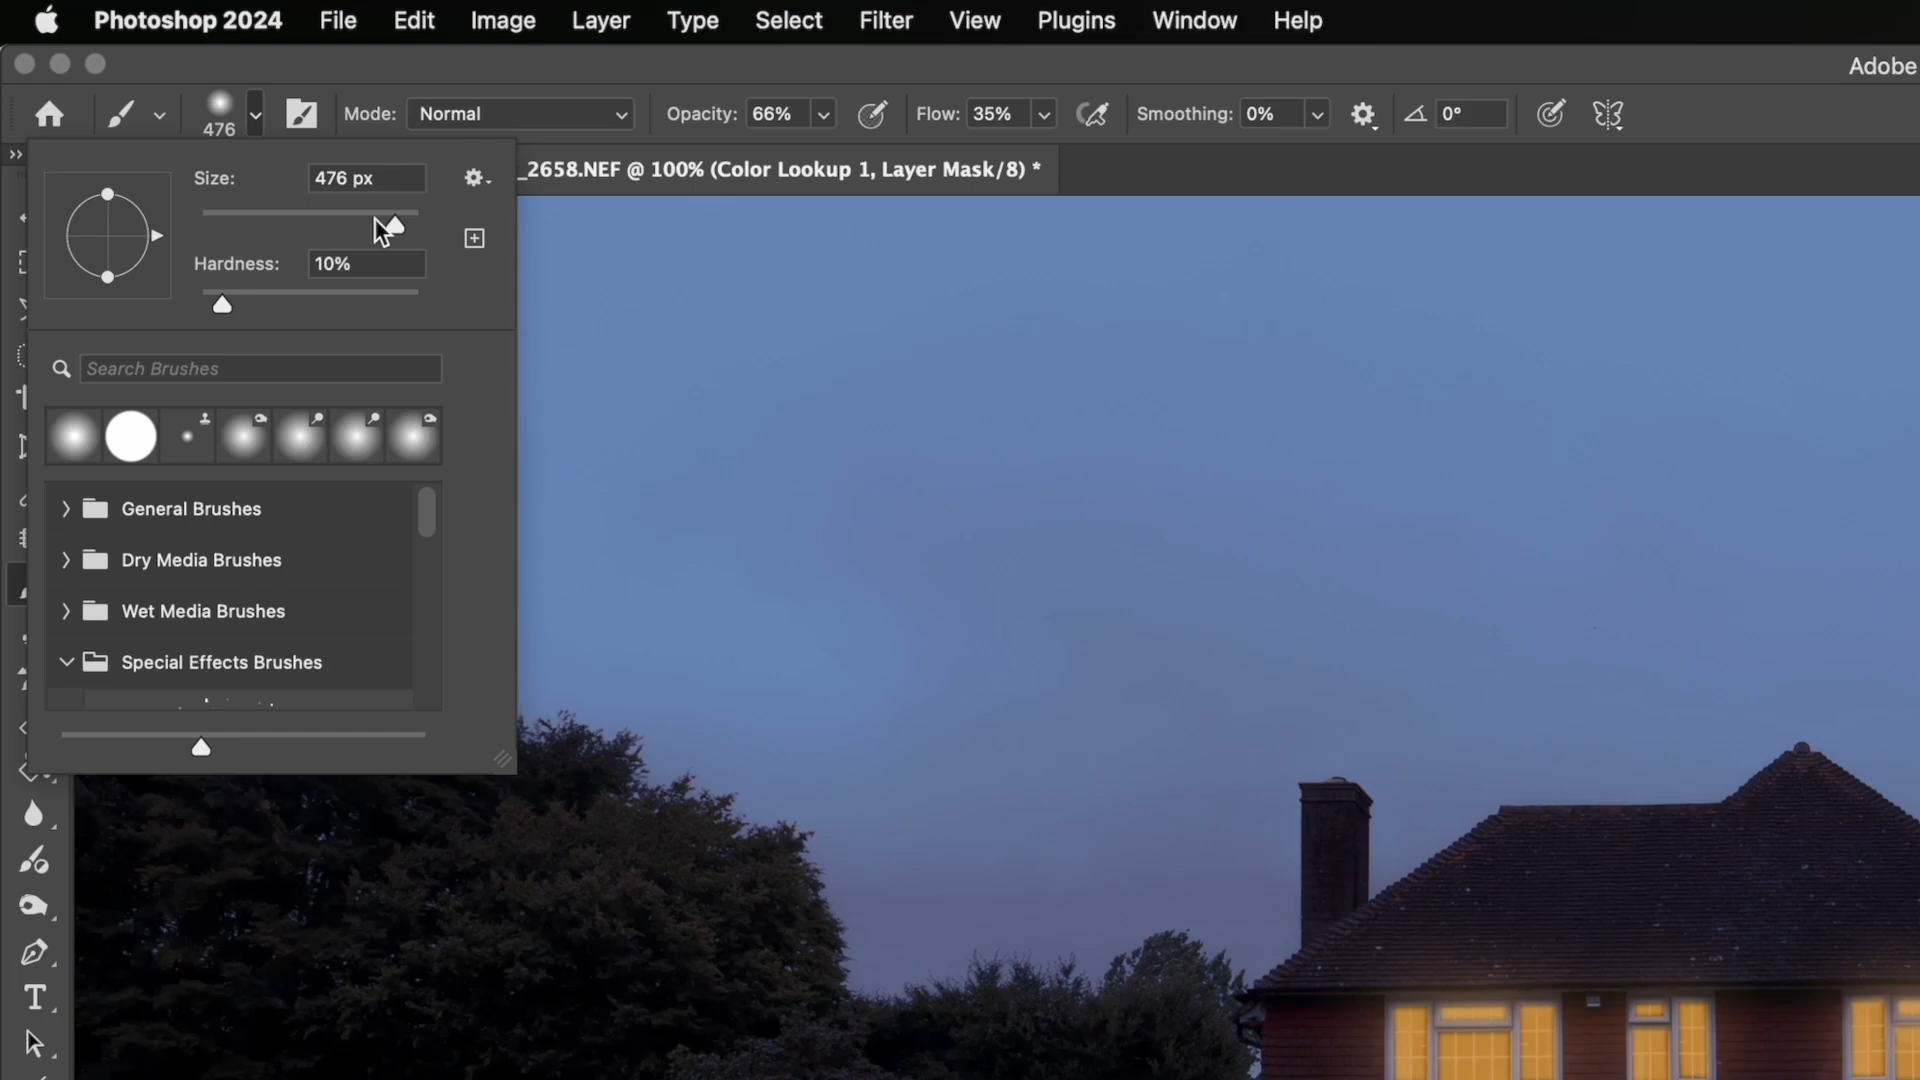 Photoshop 2024 File Edit Image Layer Type Select Filter View Plugins Window Help
Adobe
476 Mode: Normal Opacity: 66% Flow: 35% Smoothing: 0% 0°
_2658.NEF @ 100% (Color Lookup 1, Layer Mask/8) *
Size: 476 px
Hardness: 10%
Search Brushes
General Brushes
Dry Media Brushes
Wet Media Brushes
Special Effects Brushes